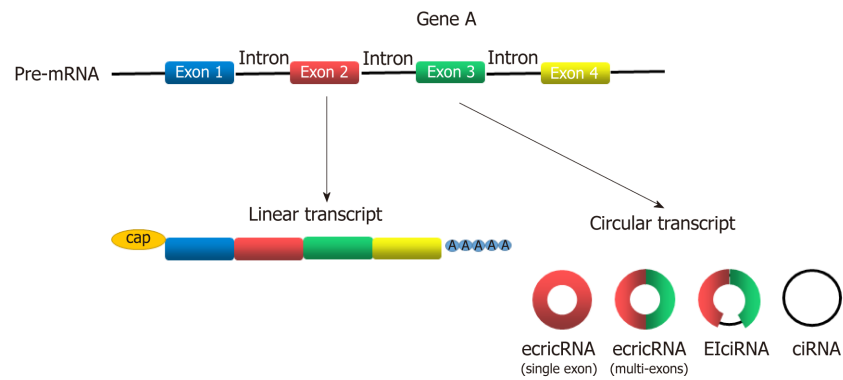 Gene A
Intron Intron Intron
Pre-mRNA Exon 1 Exon 2 Exon 3 Exon 4
Linear transcript
Circular transcript
cap AAAAA
ecricRNA ecricRNA EIciRNA ciRNA
(single exon) (multi-exons)